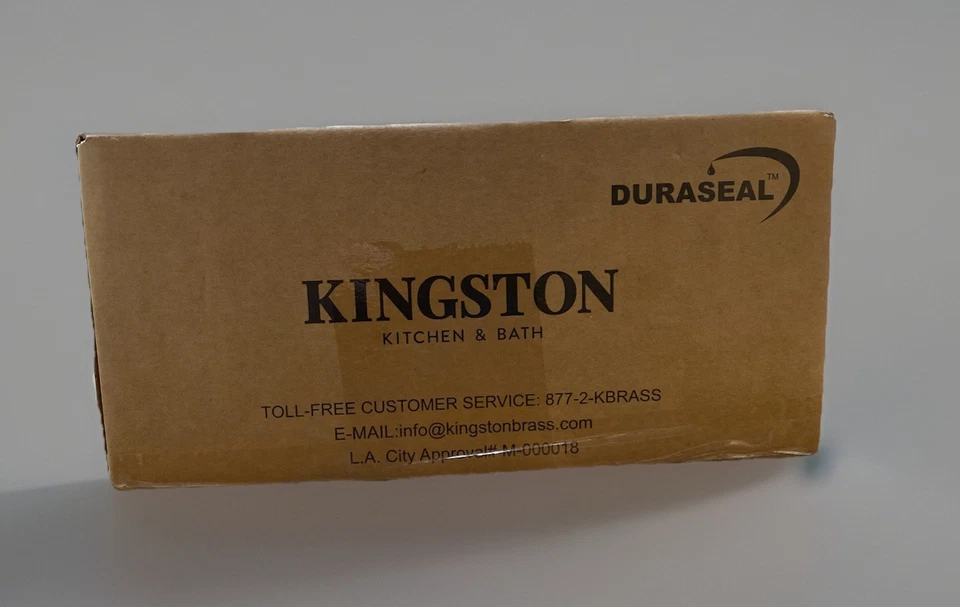 DURASEAL™
KINGSTON
KITCHEN & BATH
TOLL-FREE CUSTOMER SERVICE: 877-2-KBRASS
E-MAIL:info@kingstonbrass.com
L.A. City Approval# M-000018